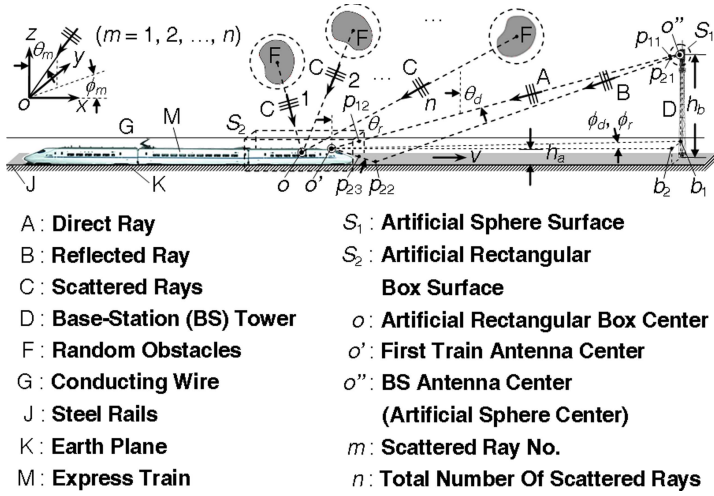 z
θm
y
ϕm
x
o
(m = 1, 2, ..., n)
F
F
...
F
o''
S1
p11
p21
C
1
C
2
...
C
n
p12
θr
θd
A
B
D
hb
ϕd, ϕr
G
M
S2
v
ha
J
K
o
o'
p23
p22
b2
b1
A : Direct Ray
B : Reflected Ray
C : Scattered Rays
D : Base-Station (BS) Tower
F : Random Obstacles
G : Conducting Wire
J : Steel Rails
K : Earth Plane
M : Express Train
S1 : Artificial Sphere Surface
S2 : Artificial Rectangular
Box Surface
o : Artificial Rectangular Box Center
o' : First Train Antenna Center
o'' : BS Antenna Center
(Artificial Sphere Center)
m : Scattered Ray No.
n : Total Number Of Scattered Rays